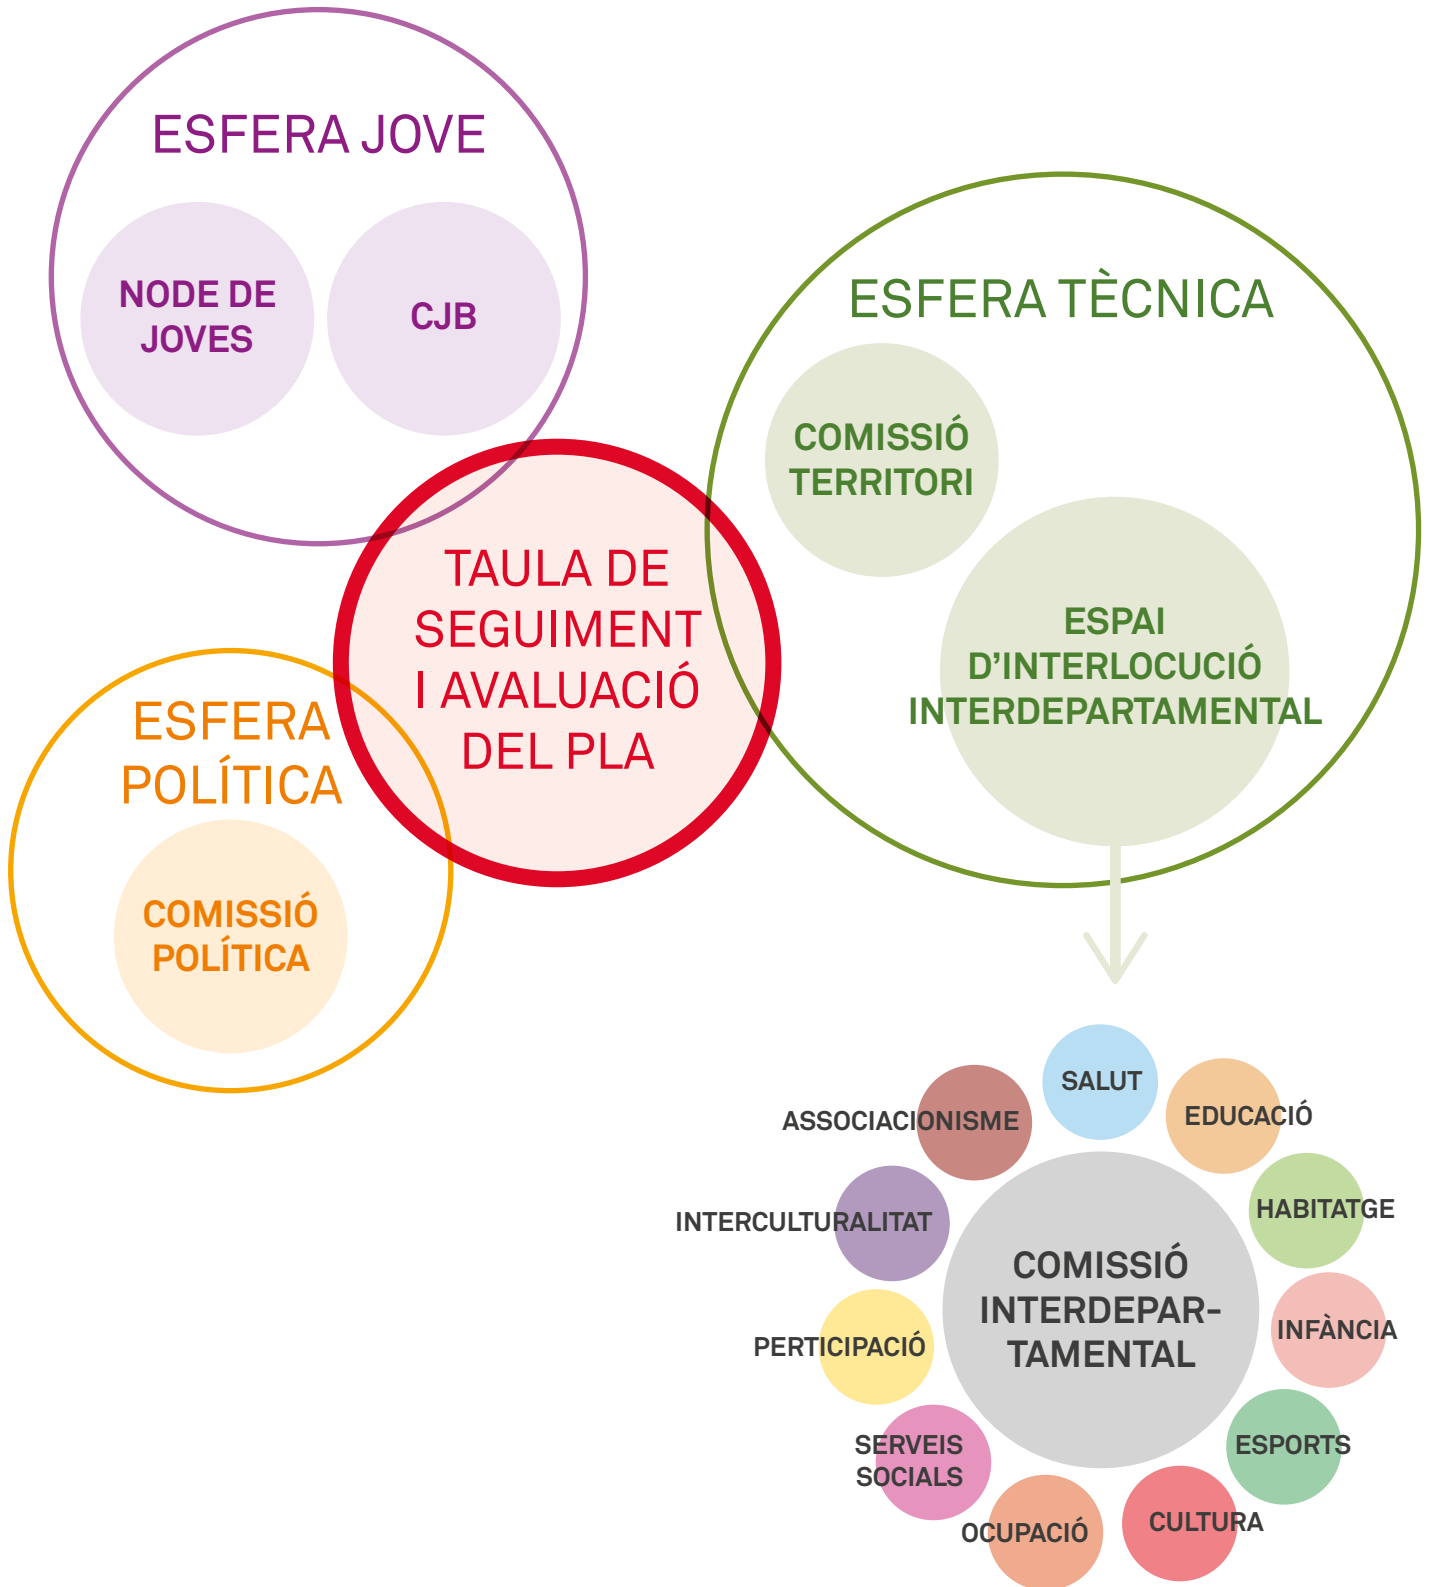 ESFERA JOVE
NODE DE
JOVES
CJB
ESFERA TÈCNICA
COMISSIÓ
TERRITORI
ESPAI
D’INTERLOCUCIÓ
INTERDEPARTAMENTAL
TAULA DE
SEGUIMENT
I AVALUACIÓ
DEL PLA
ESFERA
POLÍTICA
COMISSIÓ
POLÍTICA
SALUT
EDUCACIÓ
HABITATGE
INFÀNCIA
ESPORTS
CULTURA
OCUPACIÓ
SERVEIS
SOCIALS
PERTICIPACIÓ
INTERCULTURALITAT
ASSOCIACIONISME
COMISSIÓ
INTERDEPAR-
TAMENTAL